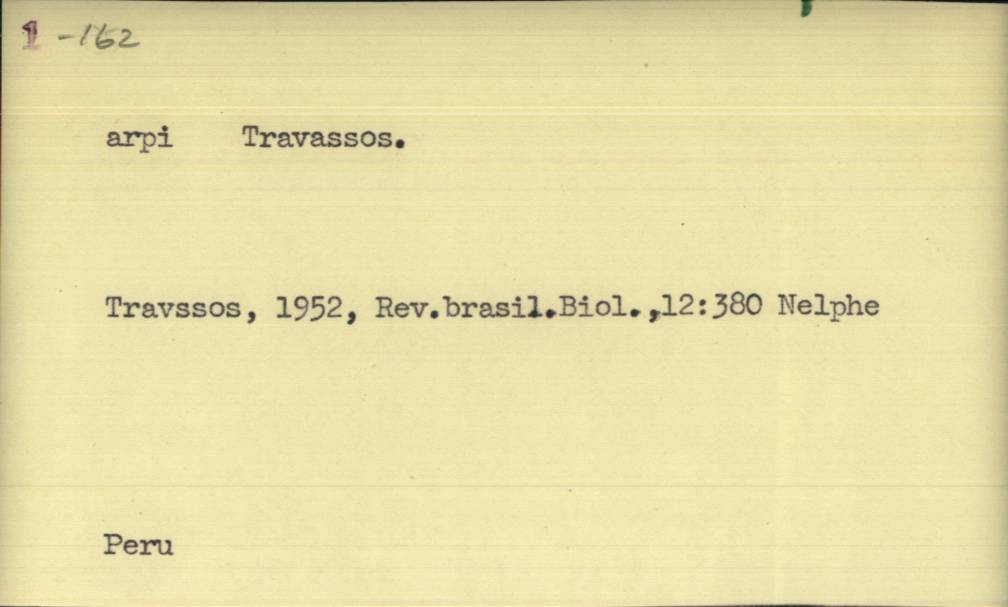 1 -162
arpi Travassos.
Travssos, 1952, Rev.brasil.Biol.,12:380 Nelphe
Peru